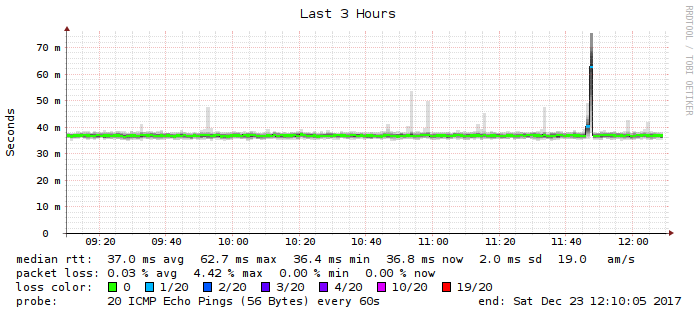 Last 3 Hours
RRDTOOL / TOBI OETIKER
Seconds
70 m
60 m
50 m
40 m
30 m
20 m
10 m
0
09:20 09:40 10:00 10:20 10:40 11:00 11:20 11:40 12:00
median rtt: 37.0 ms avg 62.7 ms max 36.4 ms min 36.8 ms now 2.0 ms sd 19.0 am/s
packet loss: 0.03 % avg 4.42 % max 0.00 % min 0.00 % now
loss color: 0 1/20 2/20 3/20 4/20 10/20 19/20
probe: 20 ICMP Echo Pings (56 Bytes) every 60s end: Sat Dec 23 12:10:05 2017